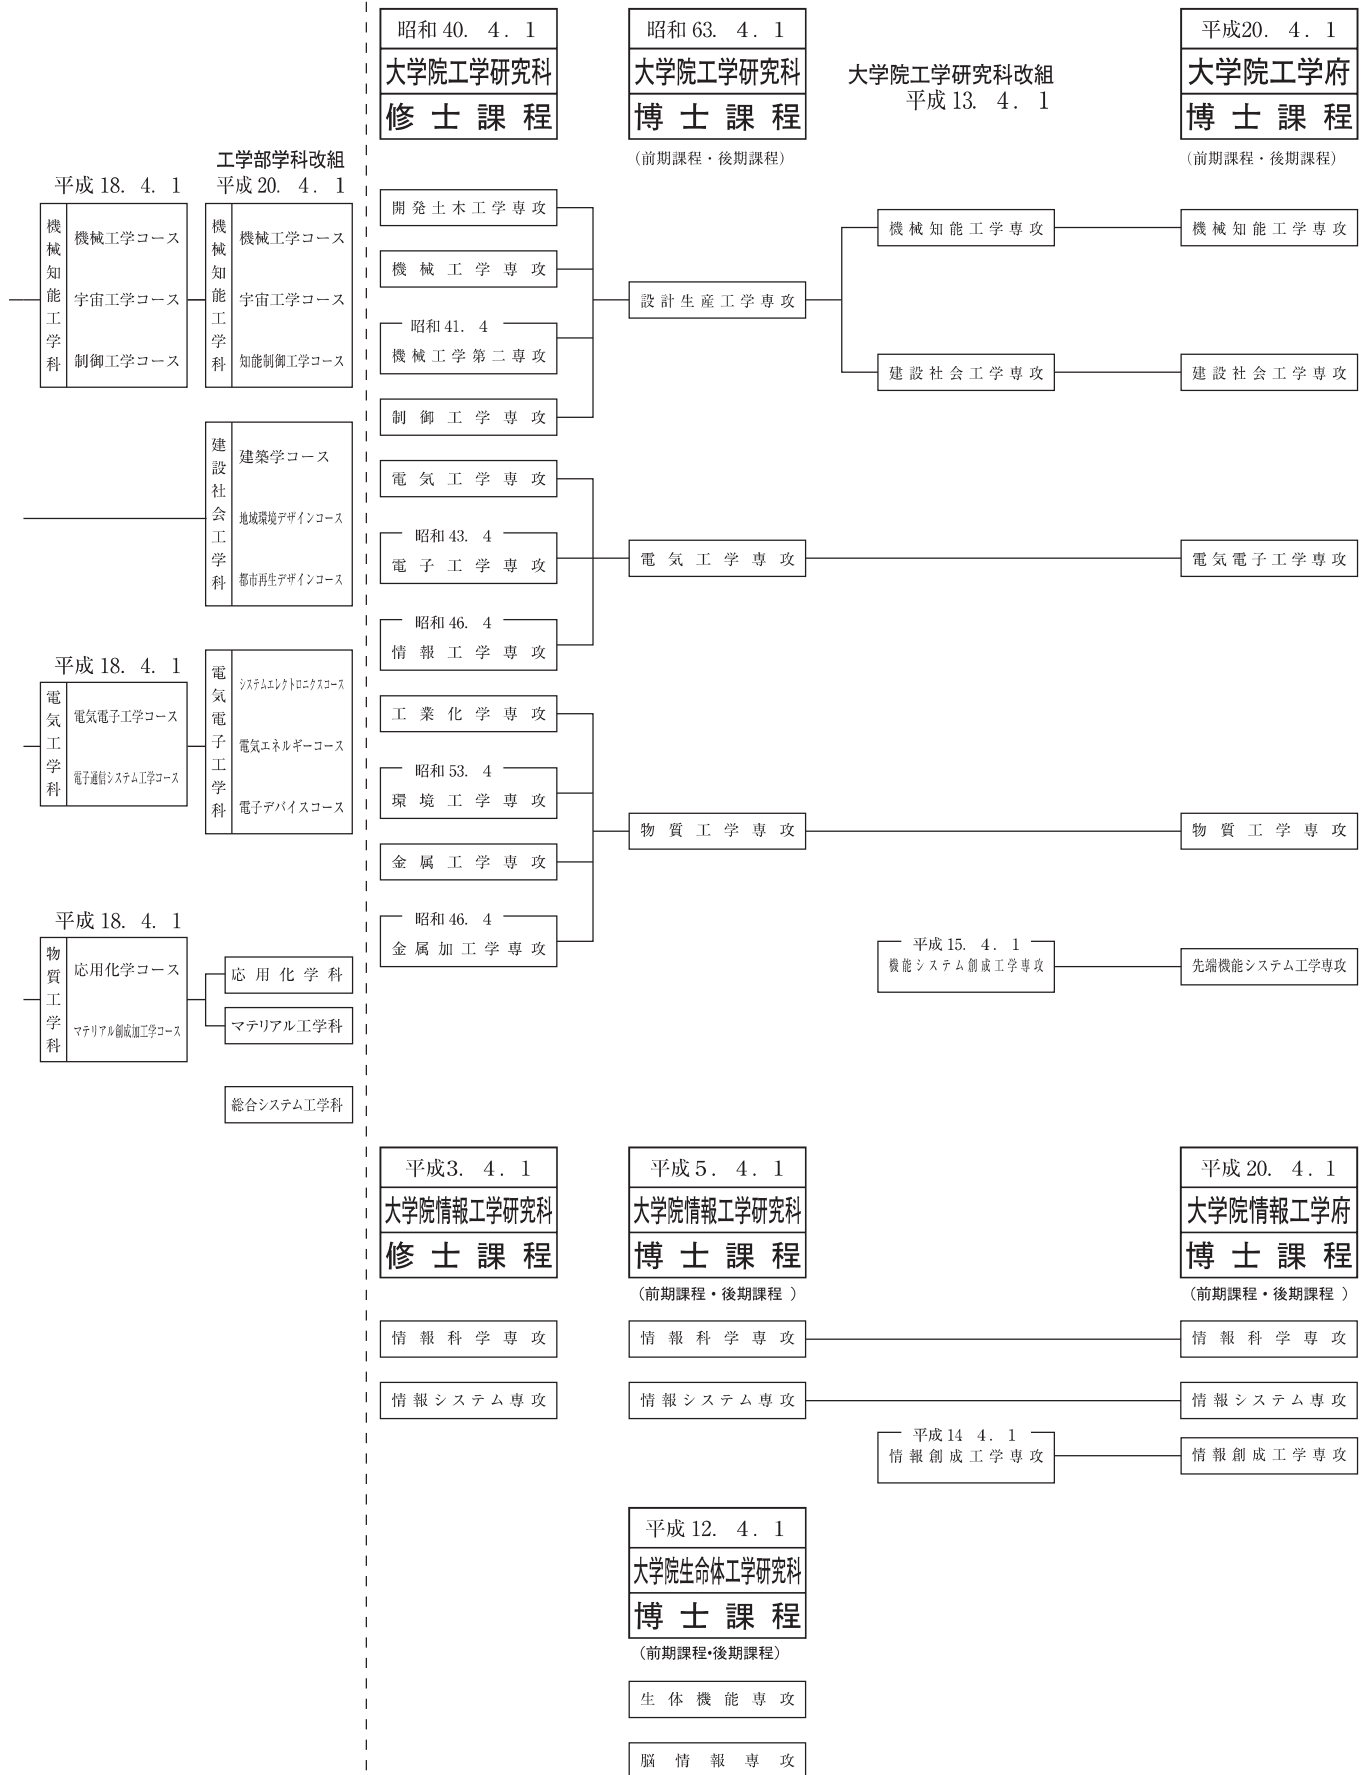 工学部学科改組
平成 18. 4. 1
平成 20. 4. 1
機械知能工学科
機械工学コース
宇宙工学コース
制御工学コース
機械知能工学科
機械工学コース
宇宙工学コース
知能制御工学コース
建設社会工学科
建築学コース
地域環境デザインコース
都市再生デザインコース
平成 18. 4. 1
電気工学科
電気電子工学コース
電子通信システム工学コース
電気電子工学科
システムエレクトロニクスコース
電気エネルギーコース
電子デバイスコース
平成 18. 4. 1
物質工学科
応用化学コース
マテリアル創成加工学コース
応用化学科
マテリアル工学科
総合システム工学科
昭和 40. 4. 1
大学院工学研究科
修士課程
開発土木工学専攻
機械工学専攻
昭和 41. 4
機械工学第二専攻
制御工学専攻
電気工学専攻
昭和 43. 4
電子工学専攻
昭和 46. 4
情報工学専攻
工業化学専攻
昭和 53. 4
環境工学専攻
金属工学専攻
昭和 46. 4
金属加工学専攻
昭和 63. 4. 1
大学院工学研究科
博士課程
(前期課程・後期課程)
設計生産工学専攻
電気工学専攻
物質工学専攻
大学院工学研究科改組
平成 13. 4. 1
機械知能工学専攻
建設社会工学専攻
平成 15. 4. 1
機能システム創成工学専攻
平成20. 4. 1
大学院工学府
博士課程
(前期課程・後期課程)
機械知能工学専攻
建設社会工学専攻
電気電子工学専攻
物質工学専攻
先端機能システム工学専攻
平成3. 4. 1
大学院情報工学研究科
修士課程
情報科学専攻
情報システム専攻
平成 5. 4. 1
大学院情報工学研究科
博士課程
(前期課程・後期課程 )
情報科学専攻
情報システム専攻
平成 14 4. 1
情報創成工学専攻
平成 20. 4. 1
大学院情報工学府
博士課程
(前期課程・後期課程 )
情報科学専攻
情報システム専攻
情報創成工学専攻
平成 12. 4. 1
大学院生命体工学研究科
博士課程
(前期課程・後期課程)
生体機能専攻
脳情報専攻